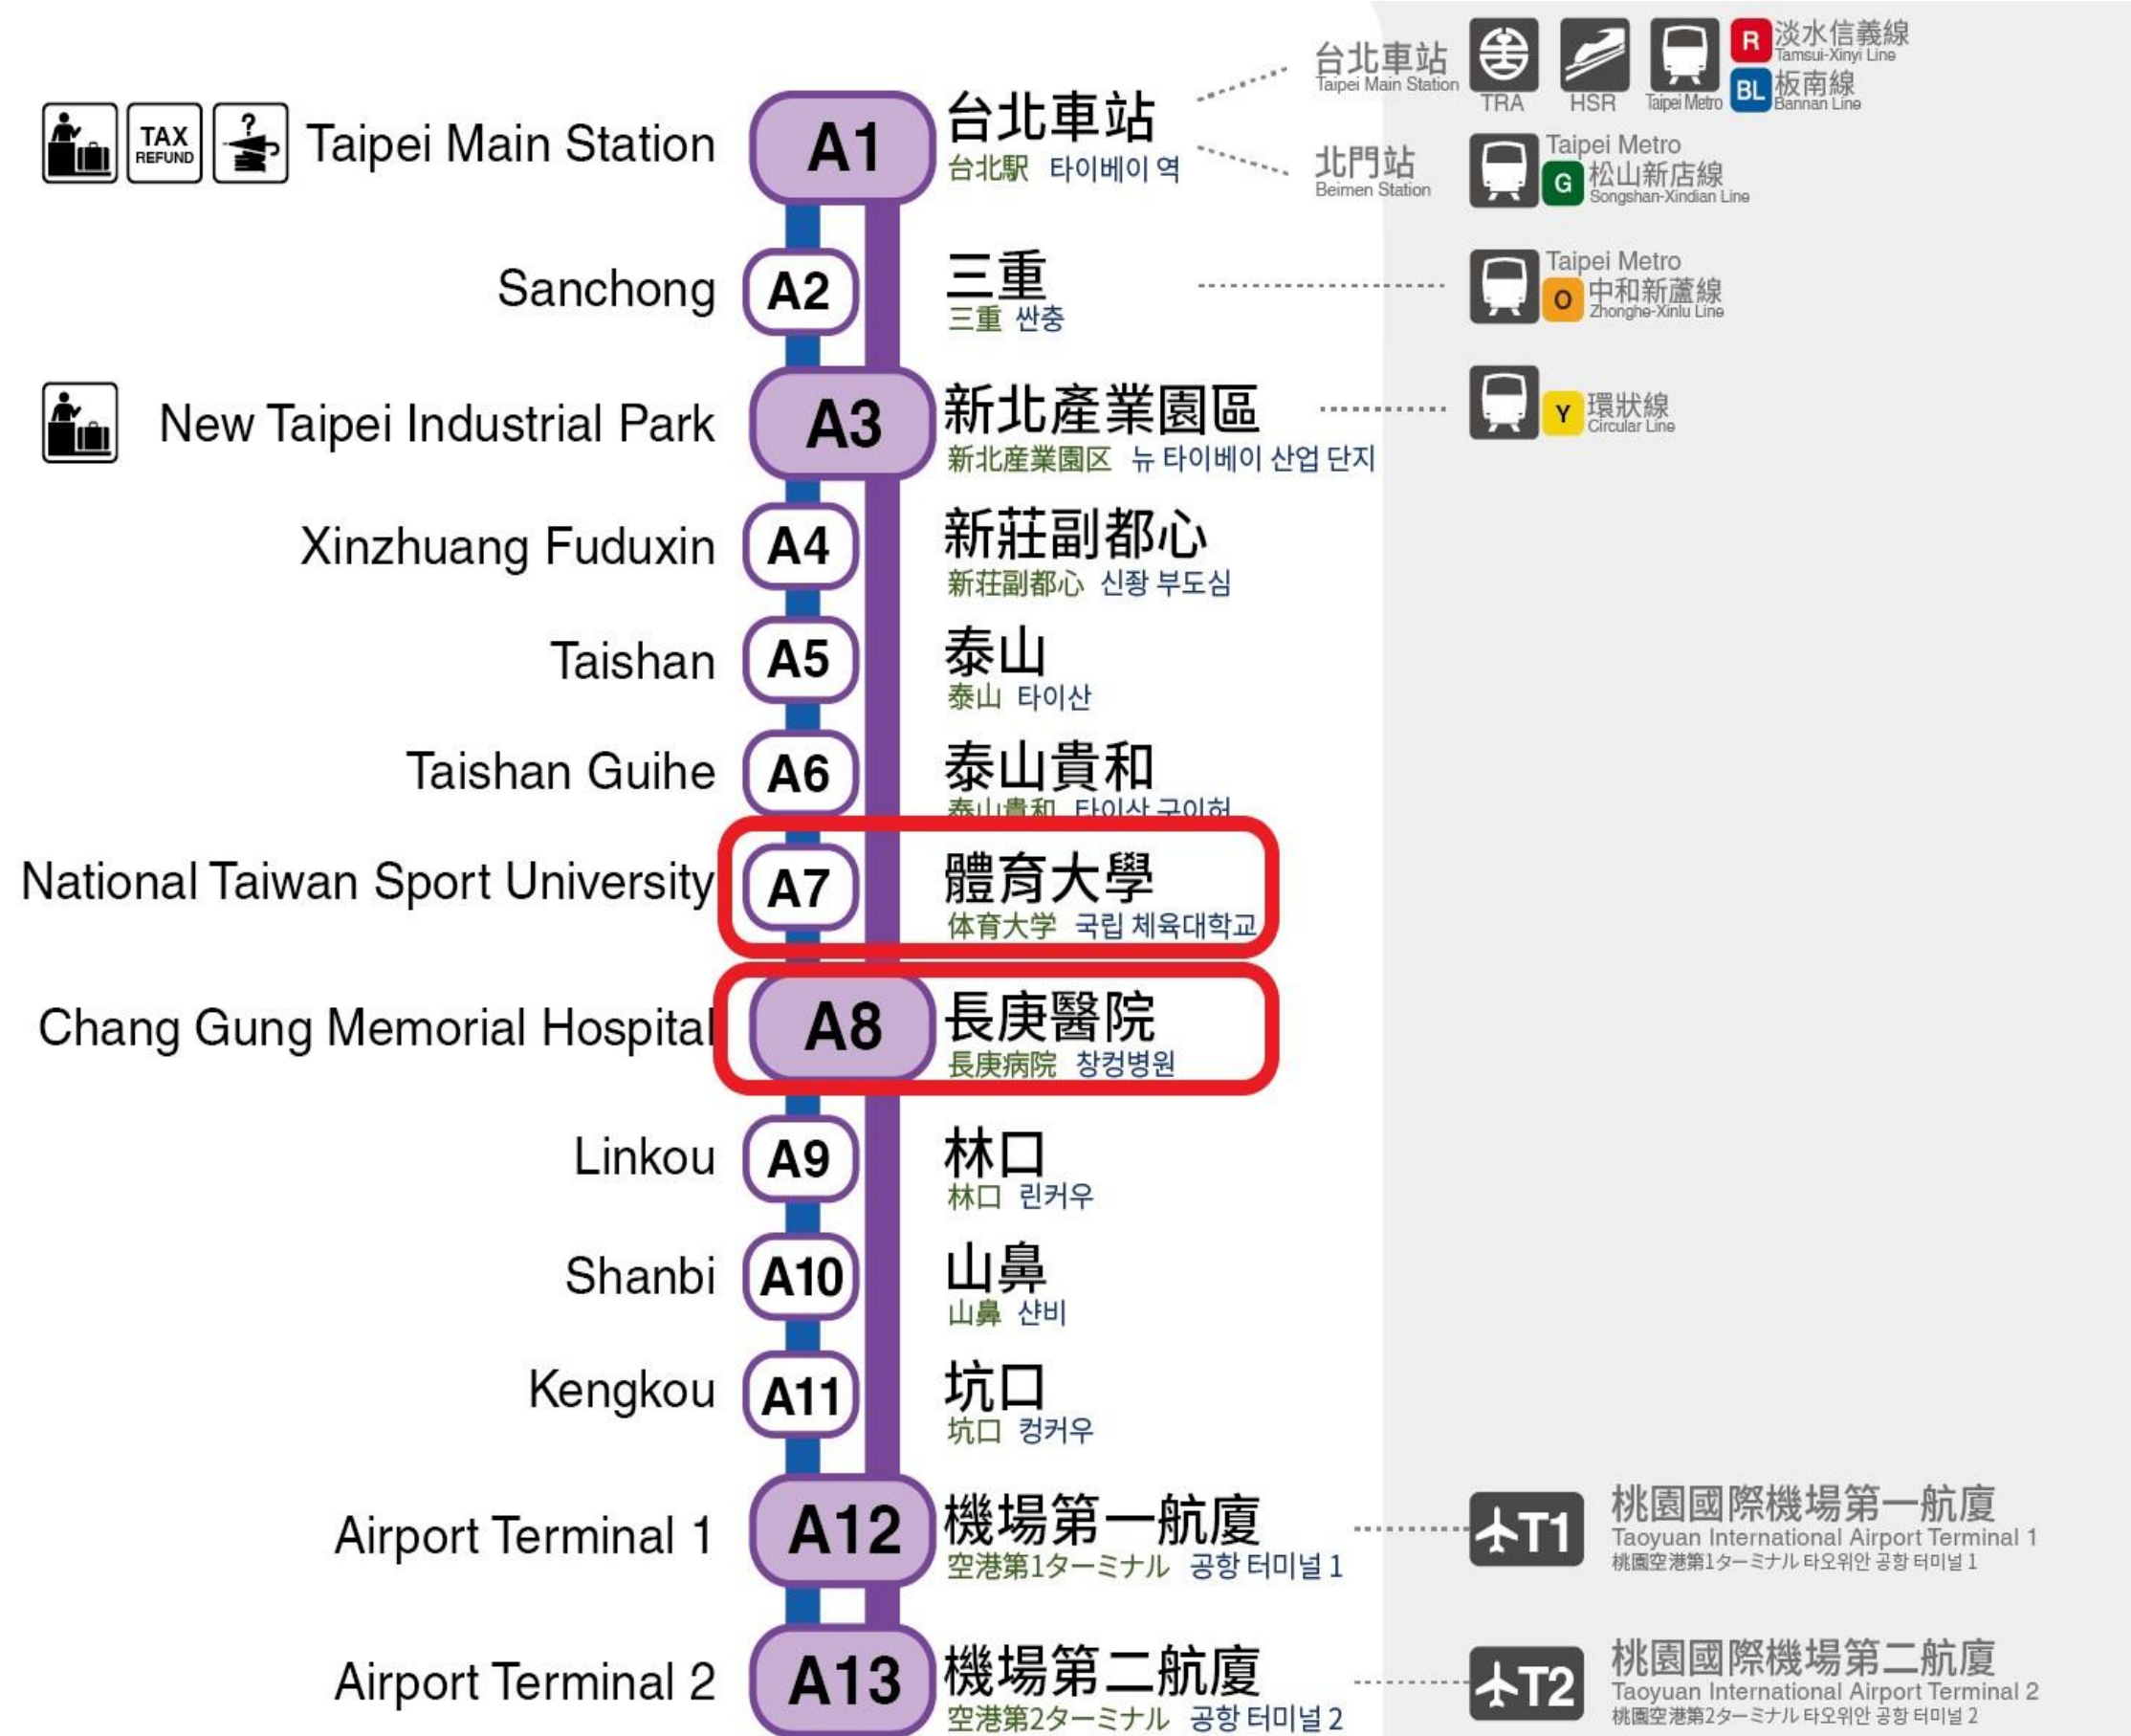 台北車站
Taipei Main Station
TRA
HSR
Taipei Metro
R 淡水信義線
Tamsui-Xinyi Line
BL 板南線
Bannan Line
TAX
REFUND
?
Taipei Main Station
A1
台北車站
台北駅 타이베이 역
北門站
Beimen Station
Taipei Metro
G 松山新店線
Songshan-Xindian Line
Sanchong
A2
三重
三重 싼충
Taipei Metro
O 中和新蘆線
Zhonghe-Xinlu Line
New Taipei Industrial Park
A3
新北產業園區
新北産業園区 뉴 타이베이 산업 단지
Y 環狀線
Circular Line
Xinzhuang Fuduxin
A4
新莊副都心
新荘副都心 신좡 부도심
Taishan
A5
泰山
泰山 타이산
Taishan Guihe
A6
泰山貴和
泰山貴和 타이산 구이허
National Taiwan Sport University
A7
體育大學
体育大学 국립 체육대학교
Chang Gung Memorial Hospital
A8
長庚醫院
長庚病院 창컹병원
Linkou
A9
林口
林口 린커우
Shanbi
A10
山鼻
山鼻 샨비
Kengkou
A11
坑口
坑口 컹커우
Airport Terminal 1
A12
機場第一航廈
空港第1ターミナル 공항 터미널 1
T1
桃園國際機場第一航廈
Taoyuan International Airport Terminal 1
桃園空港第1ターミナル 타오위안 공항 터미널 1
Airport Terminal 2
A13
機場第二航廈
空港第2ターミナル 공항 터미널 2
T2
桃園國際機場第二航廈
Taoyuan International Airport Terminal 2
桃園空港第2ターミナル 타오위안 공항 터미널 2